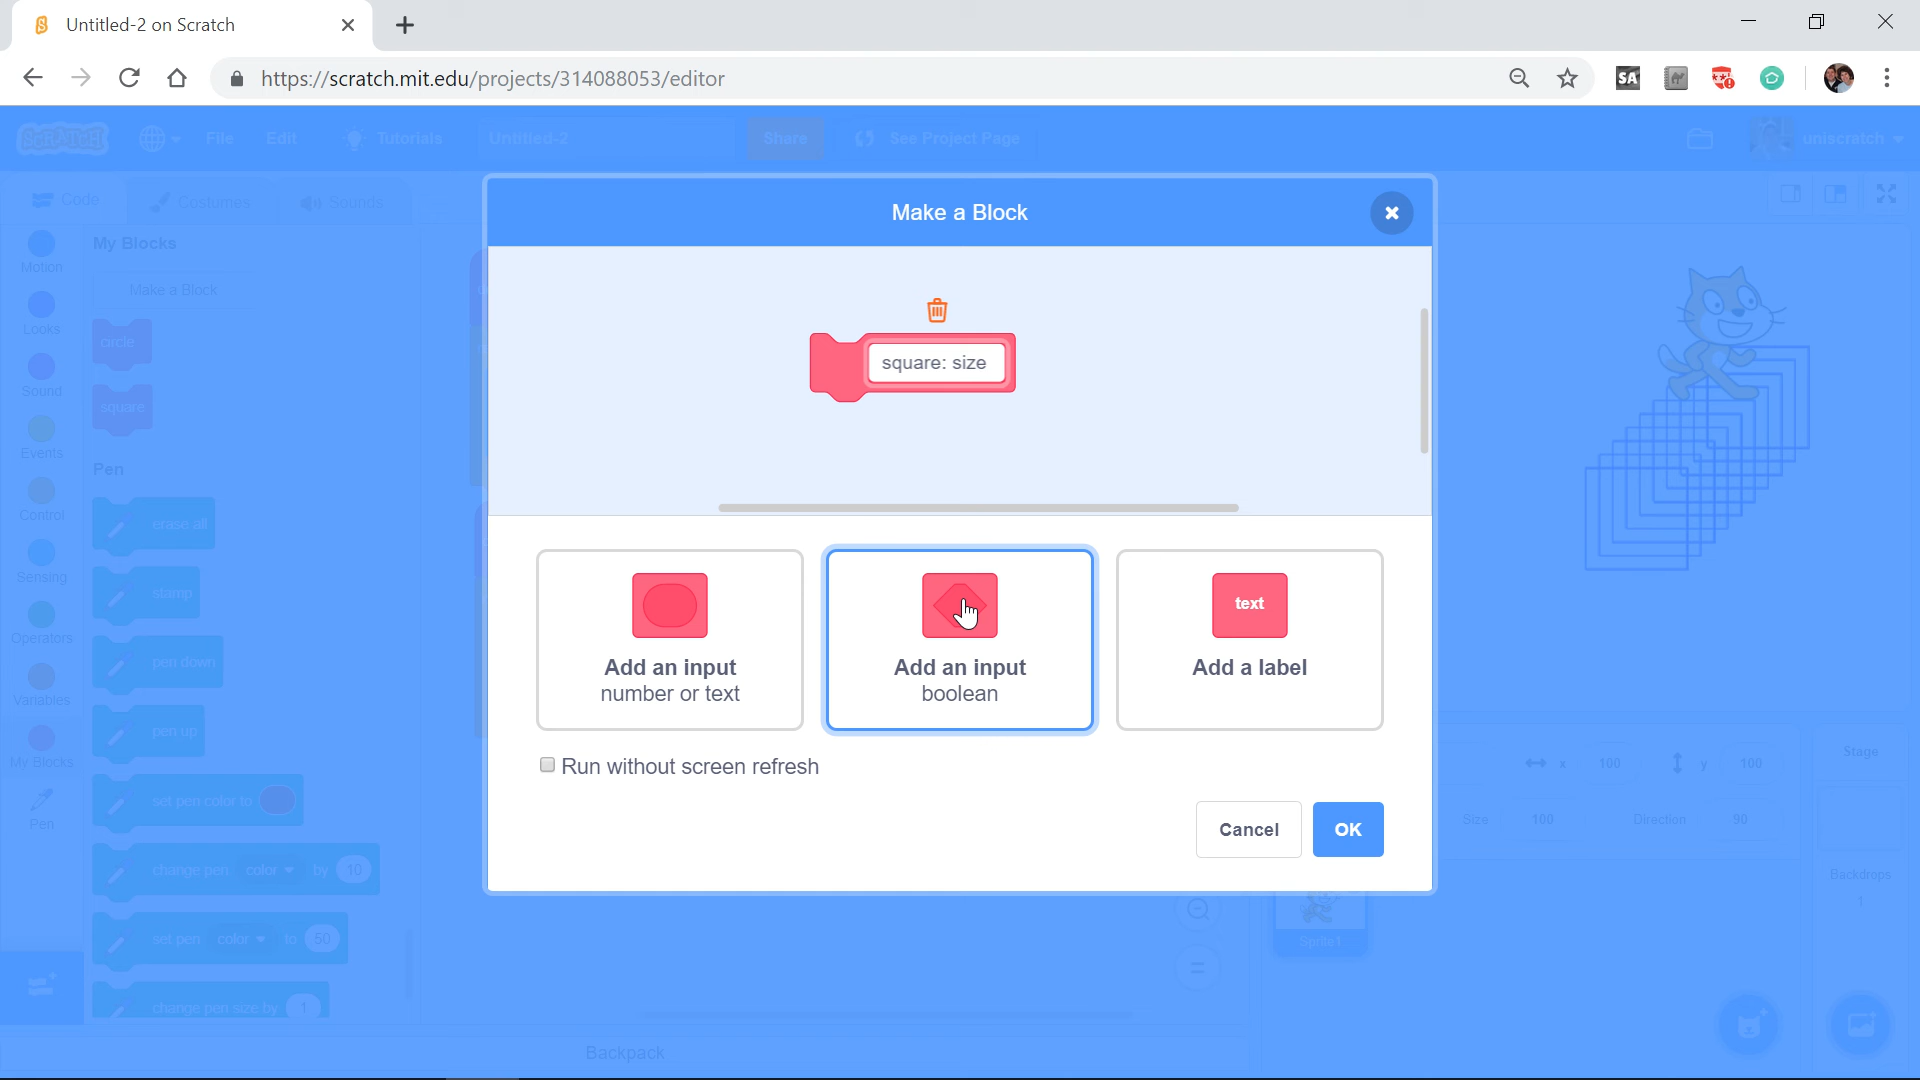 Untitled-2 on Scratch
https://scratch.mit.edu/projects/314088053/editor
SA
SCRATCH
File
Edit
Tutorials
Untitled-2
Share
See Project Page
uniscratch
Code
Costumes
Sounds
Make a Block
Motion
Looks
Sound
Events
Control
Sensing
Operators
Variables
My Blocks
Pen
My Blocks
Make a Block
circle
square
Pen
erase all
stamp
pen down
pen up
set pen color to
change pen color by 10
set pen color to 50
change pen size by 1
square: size
Add an input
number or text
Add an input
boolean
text
Add a label
Run without screen refresh
Cancel
OK
x 100
y 100
Size 100
Direction 90
Stage
Backdrops
1
Sprite1
Backpack